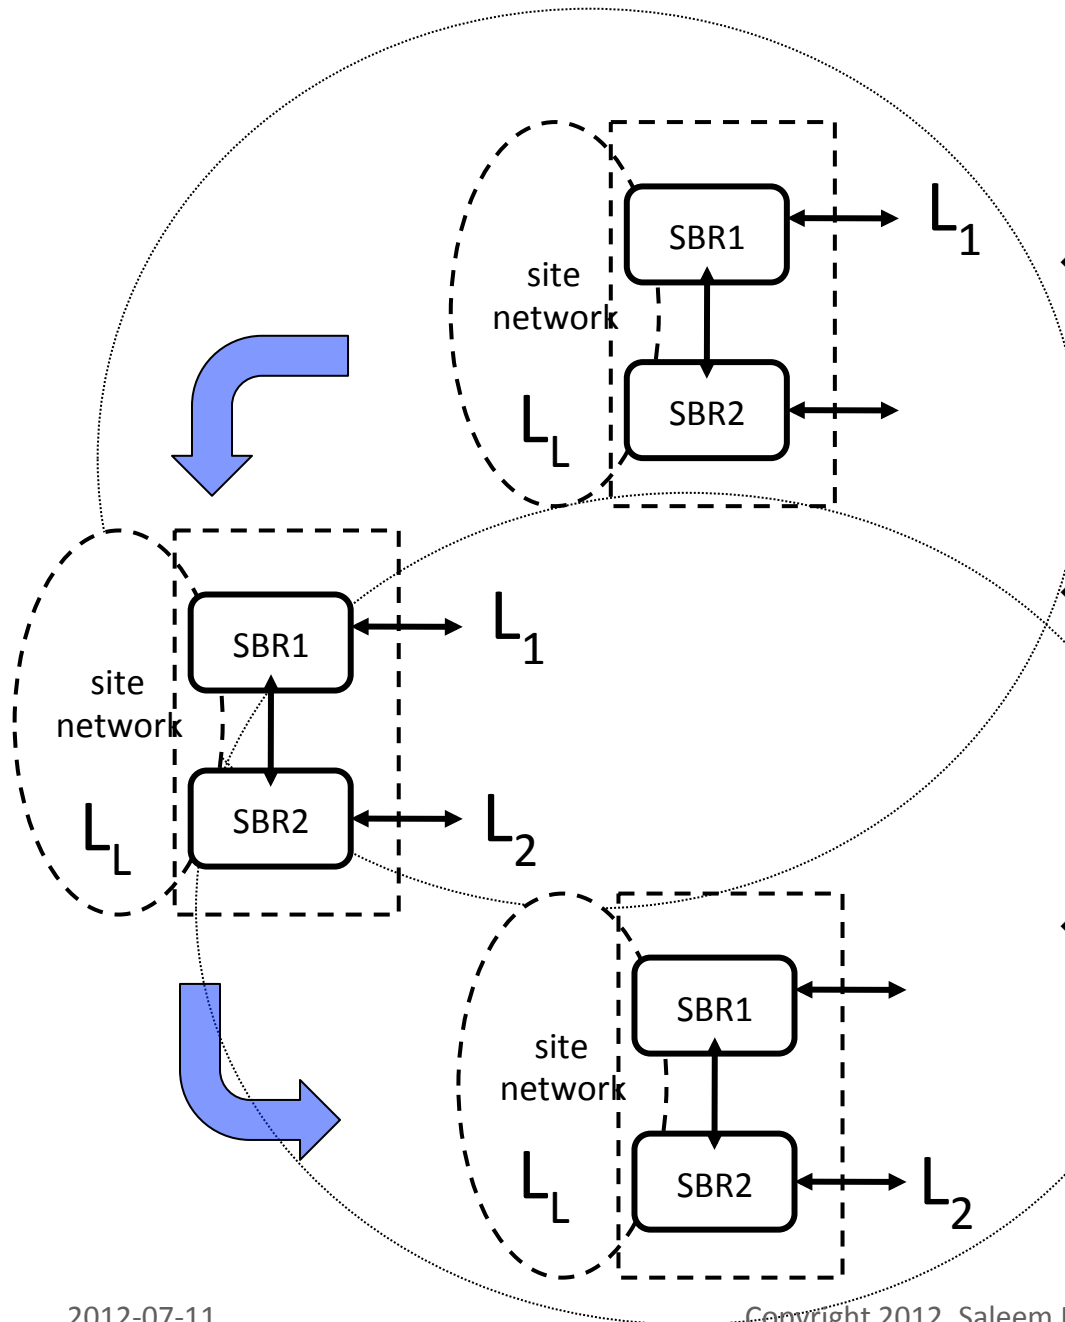 SBR1
L1
site
network
SBR2
LL
SBR1
L1
site
network
SBR2
L2
LL
SBR1
site
network
SBR2
L2
LL
2012-07-11
Copyright 2012, Saleem